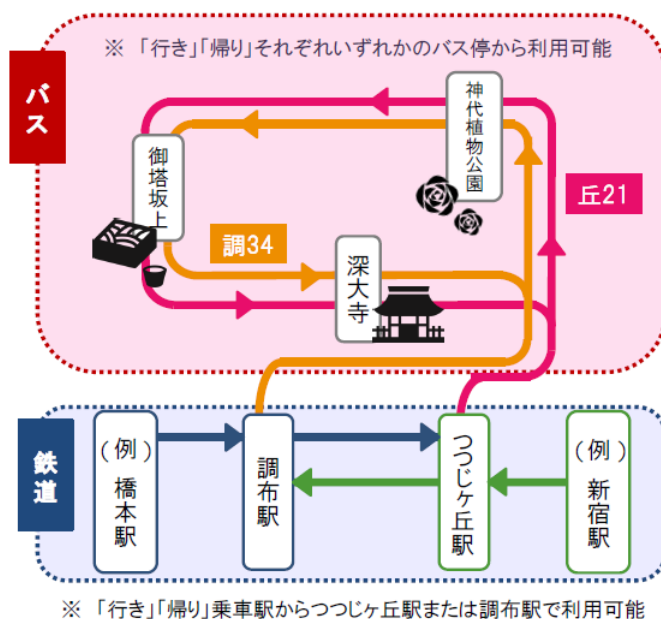 ※ 「行き」「帰り」それぞれいずれかのバス停から利用可能
バス
神代植物公園
御塔坂上
丘21
調34
深大寺
鉄道
(例) 橋本駅
調布駅
つつじヶ丘駅
(例) 新宿駅
※ 「行き」「帰り」乗車駅からつつじヶ丘駅または調布駅で利用可能